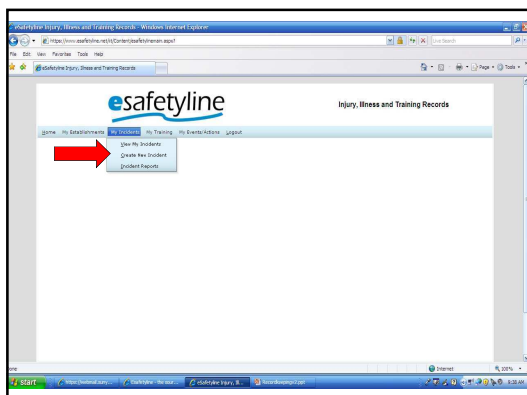 eSafetyline Injury, Illness and Training Records - Windows Internet Explorer
https://www.esafetyline.net/iit/Content/esafetylinemain.aspx?
Live Search
File Edit View Favorites Tools Help
eSafetyline Injury, Illness and Training Records
Page Tools
esafetyline
Injury, Illness and Training Records
Home My Establishments My Incidents My Training My Events/Actions Logout
View My Incidents
Create New Incident
Incident Reports
Internet 100%
start
eSafetyline Injury, Ill...
9:38 AM